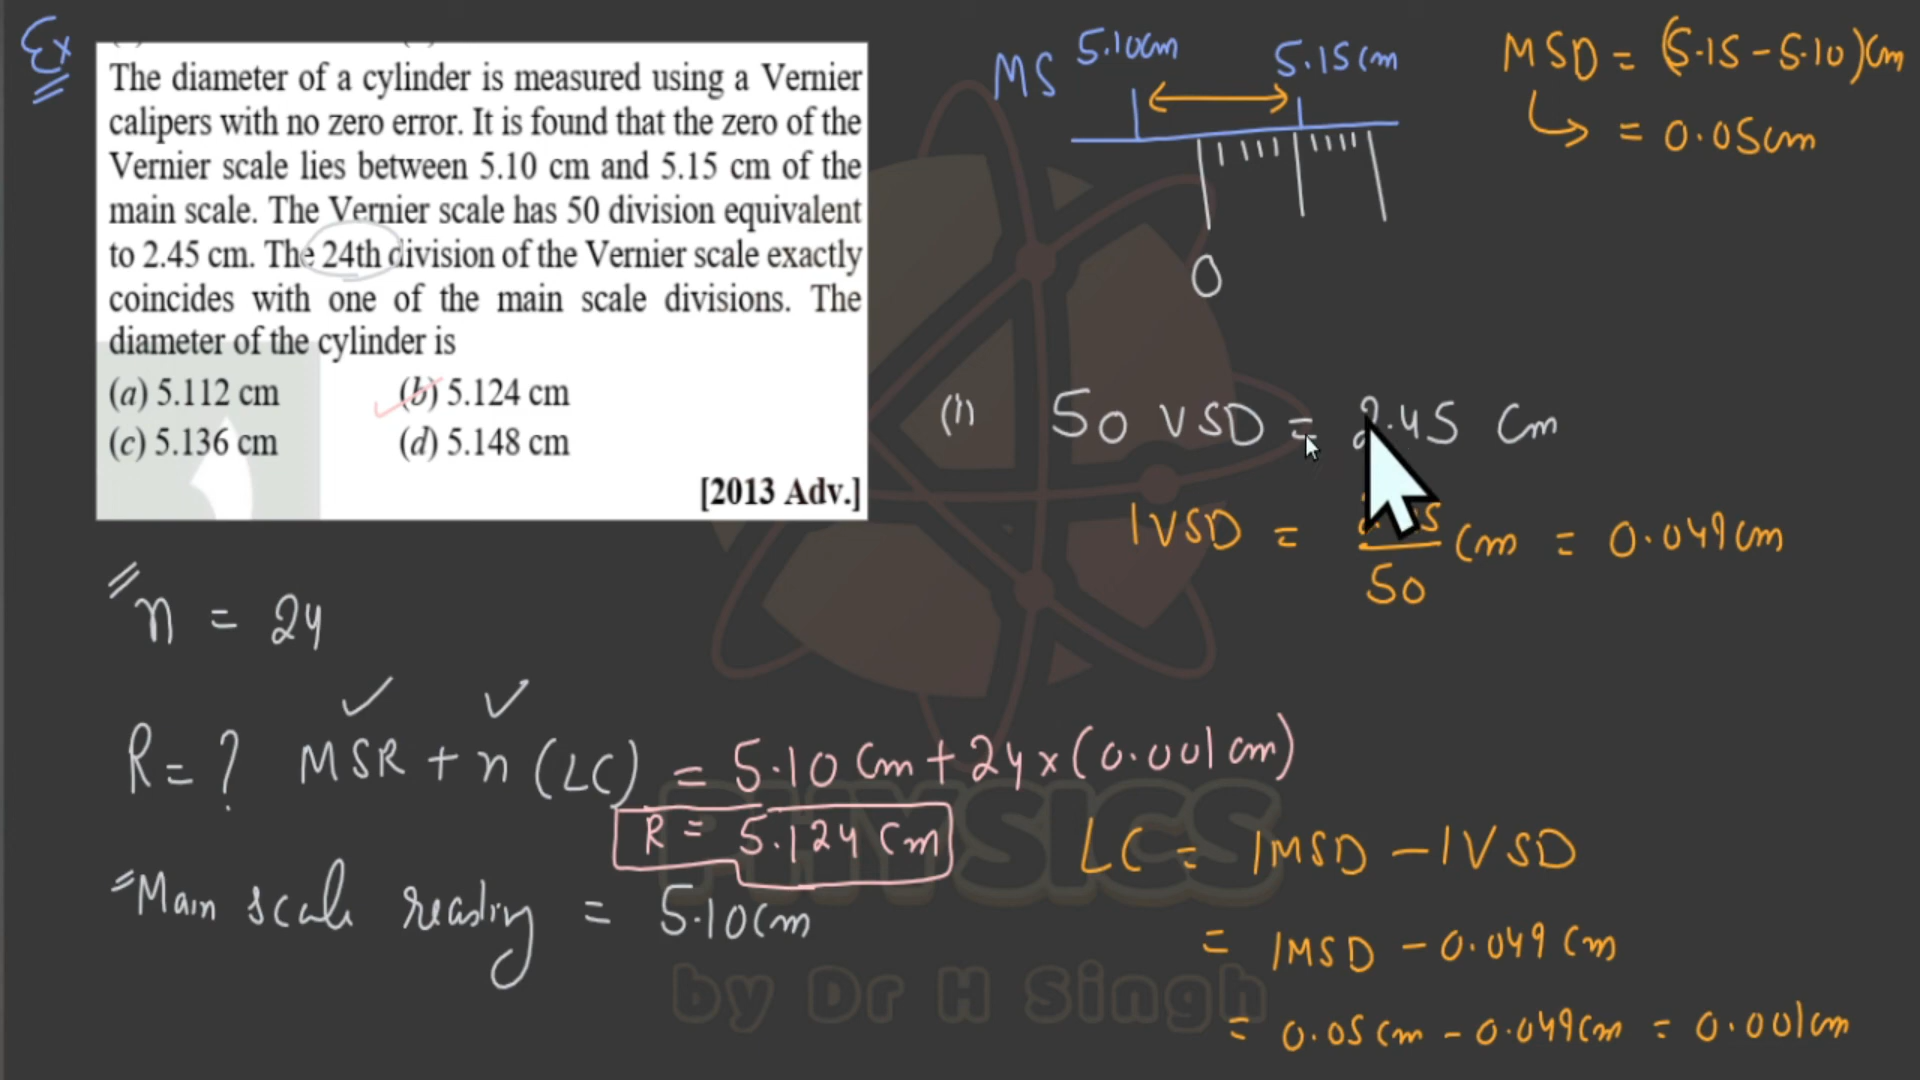 Ex
The diameter of a cylinder is measured using a Vernier
calipers with no zero error. It is found that the zero of the
Vernier scale lies between 5.10 cm and 5.15 cm of the
main scale. The Vernier scale has 50 division equivalent
to 2.45 cm. The 24th division of the Vernier scale exactly
coincides with one of the main scale divisions. The
diameter of the cylinder is
(a) 5.112 cm (b) 5.124 cm
(c) 5.136 cm (d) 5.148 cm
[2013 Adv.]
MS 5.10cm 5.15cm
0
MSD = (5.15 - 5.10)cm
= 0.05cm
(i) 50 VSD = 2.45 cm
1VSD = /50 cm = 0.049cm
n = 24
R = ? MSR + n (LC) = 5.10 cm + 24 × (0.001 cm)
R = 5.124 cm
Main scale reading = 5.10cm
LC = 1MSD - 1VSD
= 1MSD - 0.049 cm
= 0.05 cm - 0.049cm = 0.001cm
PHYSICS
by Dr H Singh